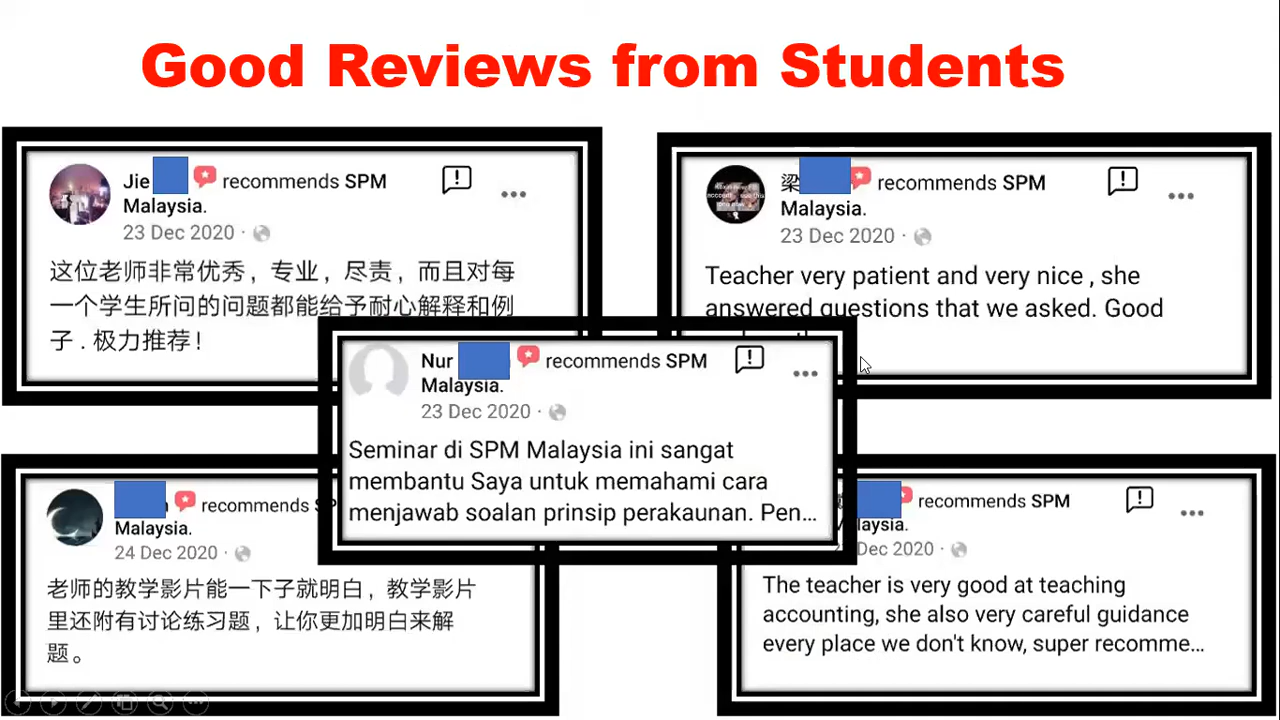 Good Reviews from Students
Jie recommends SPM
Malaysia.
23 Dec 2020 ·
这位老师非常优秀，专业，尽责，而且对每
一个学生所问的问题都能给予耐心解释和例
子 . 极力推荐 !
梁 recommends SPM
Malaysia.
23 Dec 2020 ·
Teacher very patient and very nice , she
answered questions that we asked. Good
Nur recommends SPM
Malaysia.
23 Dec 2020 ·
Seminar di SPM Malaysia ini sangat
membantu Saya untuk memahami cara
menjawab soalan prinsip perakaunan. Pen...
recommends
Malaysia.
24 Dec 2020 ·
老师的教学影片能一下子就明白，教学影片
里还附有讨论练习题，让你更加明白来解
题。
recommends SPM
Dec 2020 ·
The teacher is very good at teaching
accounting, she also very careful guidance
every place we don't know, super recomme...